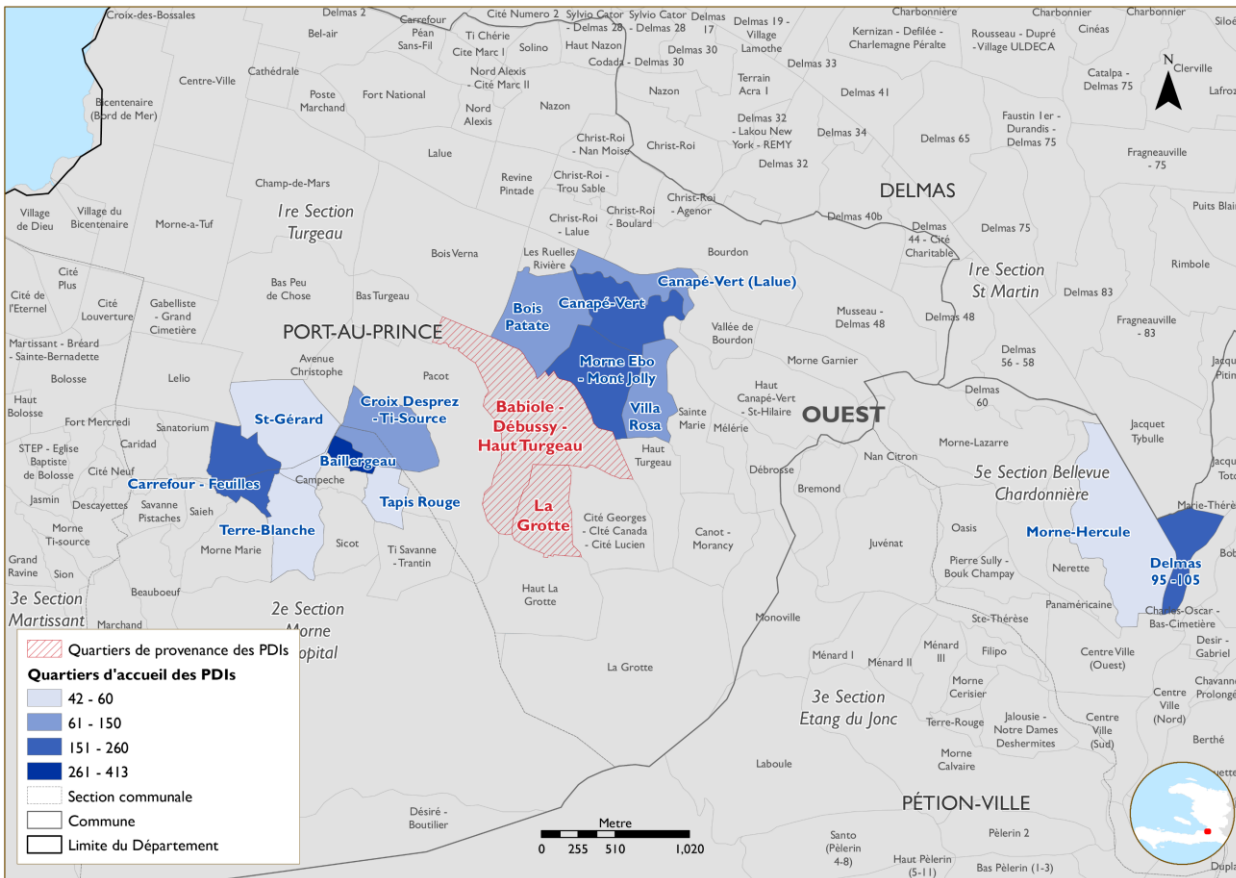 Croix-des-Bossales
Delmas 2
Carrefour
Péan
Sans-Fil
Cité Numero 2
Sylvio Cator
- Delmas 28
Sylvio Cator
- Delmas 28
Delmas
17
Delmas 19 -
Village
Lamothe
Charbonnière
Charbonnier
Charbonnier
Bel-air
Ti Chérie
Cite Marc I
Solino
Haut Nazon
Codada - Delmas 30
Delmas 30
Delmas 33
Kernizan - Defilée -
Charlemagne Péralte
Rousseau - Dupré
-Village ULDECA
Cinéas
N
Clerville
Centre-Ville
Cathédrale
Nord Alexis
- Cité Marc II
Terrain
Acra 1
Delmas 41
Catalpa -
Delmas 75
Bicentenaire
(Bord de Mer)
Poste
Marchand
Fort National
Nord
Alexis
Nazon
Nazon
Delmas 32
- Lakou New
York - REMY
Delmas 34
Delmas 65
Faustin 1er -
Durandis -
Delmas 75
Fragneauville
- 75
Lalue
Christ-Roi
- Nan Moise
Christ-Roi
Delmas 32
Champ-de-Mars
Revine
Pintade
Christ-Roi -
Trou Sable
Christ-Roi
- Agenor
DELMAS
Village
de Dieu
Village du
Bicentenaire
Morne-a-Tuf
1re Section
Turgeau
Christ-Roi
- Lalue
Christ-Roi
- Boulard
Delmas 40b
Delmas
44 - Cité
Charitable
Delmas 75
Bois Verna
Les Ruelles
Rivière
Bourdon
1re Section
St Martin
Rimbole
Cité
Plus
Cité de
l'Eternel
Cité
Louverture
Gabelliste -
Grand
Cimetière
Bas Peu
de Chose
Bas Turgeau
Canapé-Vert (Lalue)
Canapé-Vert
Bois
Patate
Musseau -
Delmas 48
Delmas 48
Delmas 83
Fragneauville
- 83
PORT-AU-PRINCE
Vallée de
Bourdon
Martissant - Bréard
- Sainte-Bernadette
Bolosse
Lelio
Avenue
Christophe
Pacot
Morne Ebo
- Mont Jolly
Morne Garnier
Delmas
56 - 58
Haut
Bolosse
St-Gérard
Croix Desprez
- Ti-Source
Babiole -
Débussy -
Haut Turgeau
Villa
Rosa
Sainte
Marie
Mélérie
Haut
Canapé-Vert
- St-Hilaire
OUEST
Delmas
60
Fort Mercredi
Sanatorium
Caridad
Jacquet
Tybulle
STEP - Eglise
Baptiste
de Bolosse
Cité Neuf
Baillergeau
Campeche
Haut
Turgeau
Débrosse
Nan Citron
Morne-Lazarre
Carrefour - Feuilles
5e Section Bellevue
Chardonnière
Jasmin
Descayettes
Savanne
Pistaches
Saieh
Tapis Rouge
La
Grotte
Bremond
Morne
Ti-source
Terre-Blanche
Cité Georges
- CIté Canada
- Cité Lucien
Canot -
Morancy
Oasis
Morne-Hercule
Grand
Ravine
Sion
Morne Marie
Sicot
Ti Savanne
- Trantin
Juvénat
Pierre Sully -
Bouk Champay
Nerette
Delmas
95 -105
3e Section
Martissant
Beauboeuf
Haut La
Grotte
Panaméricaine
Charles-Oscar -
Bas-Cimetière
Marchand
2e Section
Morne
Monoville
Ste-Thérèse
Desir -
Gabriel
La Grotte
Ménard I
Ménard II
Ménard
III
Filipo
Centre Ville
(Ouest)
Morne
Cerisier
3e Section
Etang du Jonc
Centre
Ville
(Nord)
Terre-Rouge
Jalousie -
Notre Dames
Deshermites
Centre
Ville
(Sud)
Berthé
Morne
Calvaire
Laboule
PÉTION-VILLE
Désiré -
Boutilier
Santo
(Pèlerin
4-8)
Pèlerin 2
Haut Pèlerin
(5-11)
Bas Pèlerin (1-3)
Quartiers de provenance des PDIs
Quartiers d'accueil des PDIs
42 - 60
61 - 150
151 - 260
261 - 413
Section communale
Commune
Limite du Département
Metre
0 255 510 1,020